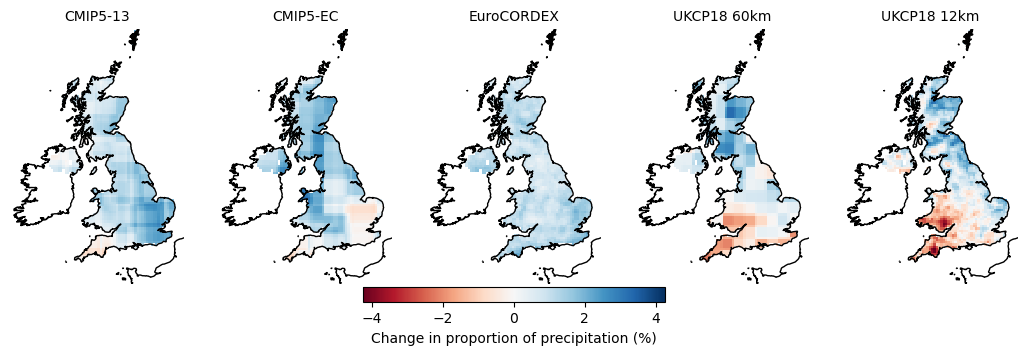 CMIP5-13 CMIP5-EC EuroCORDEX UKCP18 60km UKCP18 12km
−4 −2 0 2 4
Change in proportion of precipitation (%)